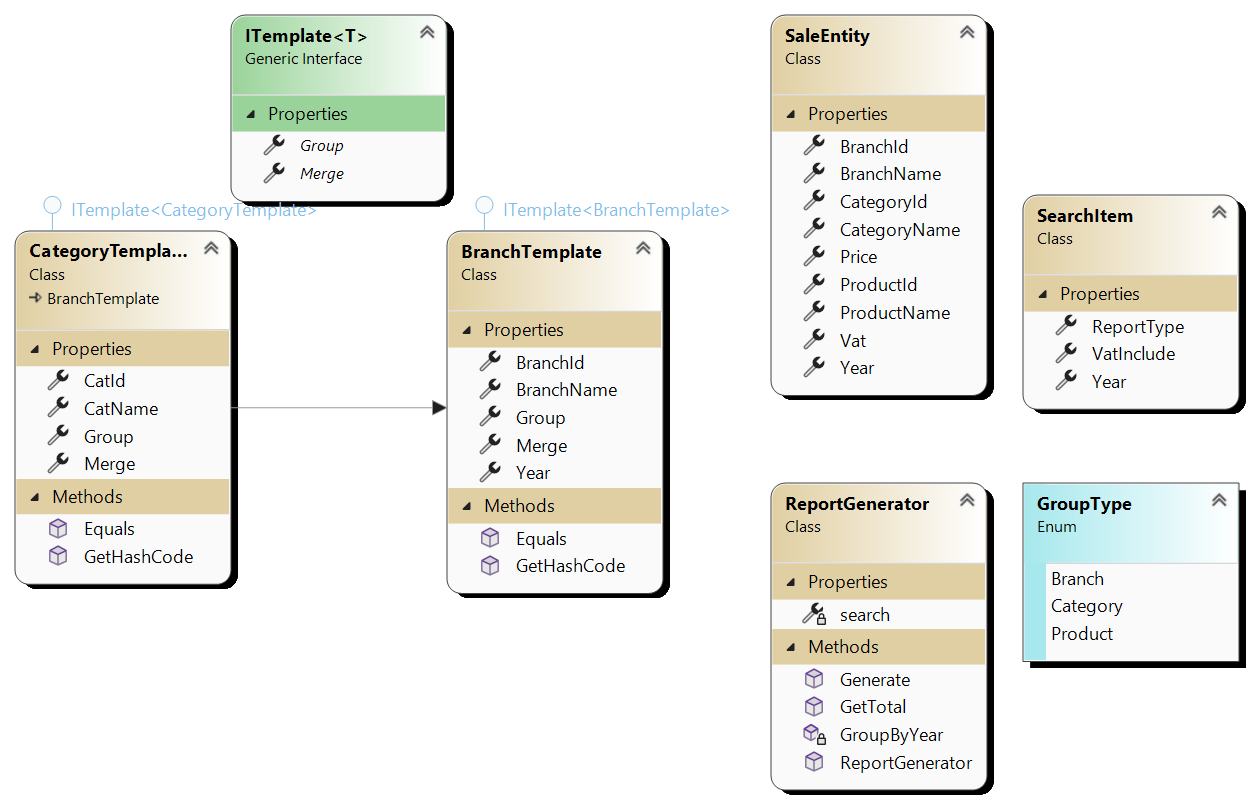 ITemplate<T>
Generic Interface
Properties
Group
Merge
ITemplate<CategoryTemplate>
CategoryTempla...
Class
BranchTemplate
Properties
CatId
CatName
Group
Merge
Methods
Equals
GetHashCode
ITemplate<BranchTemplate>
BranchTemplate
Class
Properties
BranchId
BranchName
Group
Merge
Year
Methods
Equals
GetHashCode
SaleEntity
Class
Properties
BranchId
BranchName
CategoryId
CategoryName
Price
ProductId
ProductName
Vat
Year
SearchItem
Class
Properties
ReportType
VatInclude
Year
ReportGenerator
Class
Properties
search
Methods
Generate
GetTotal
GroupByYear
ReportGenerator
GroupType
Enum
Branch
Category
Product